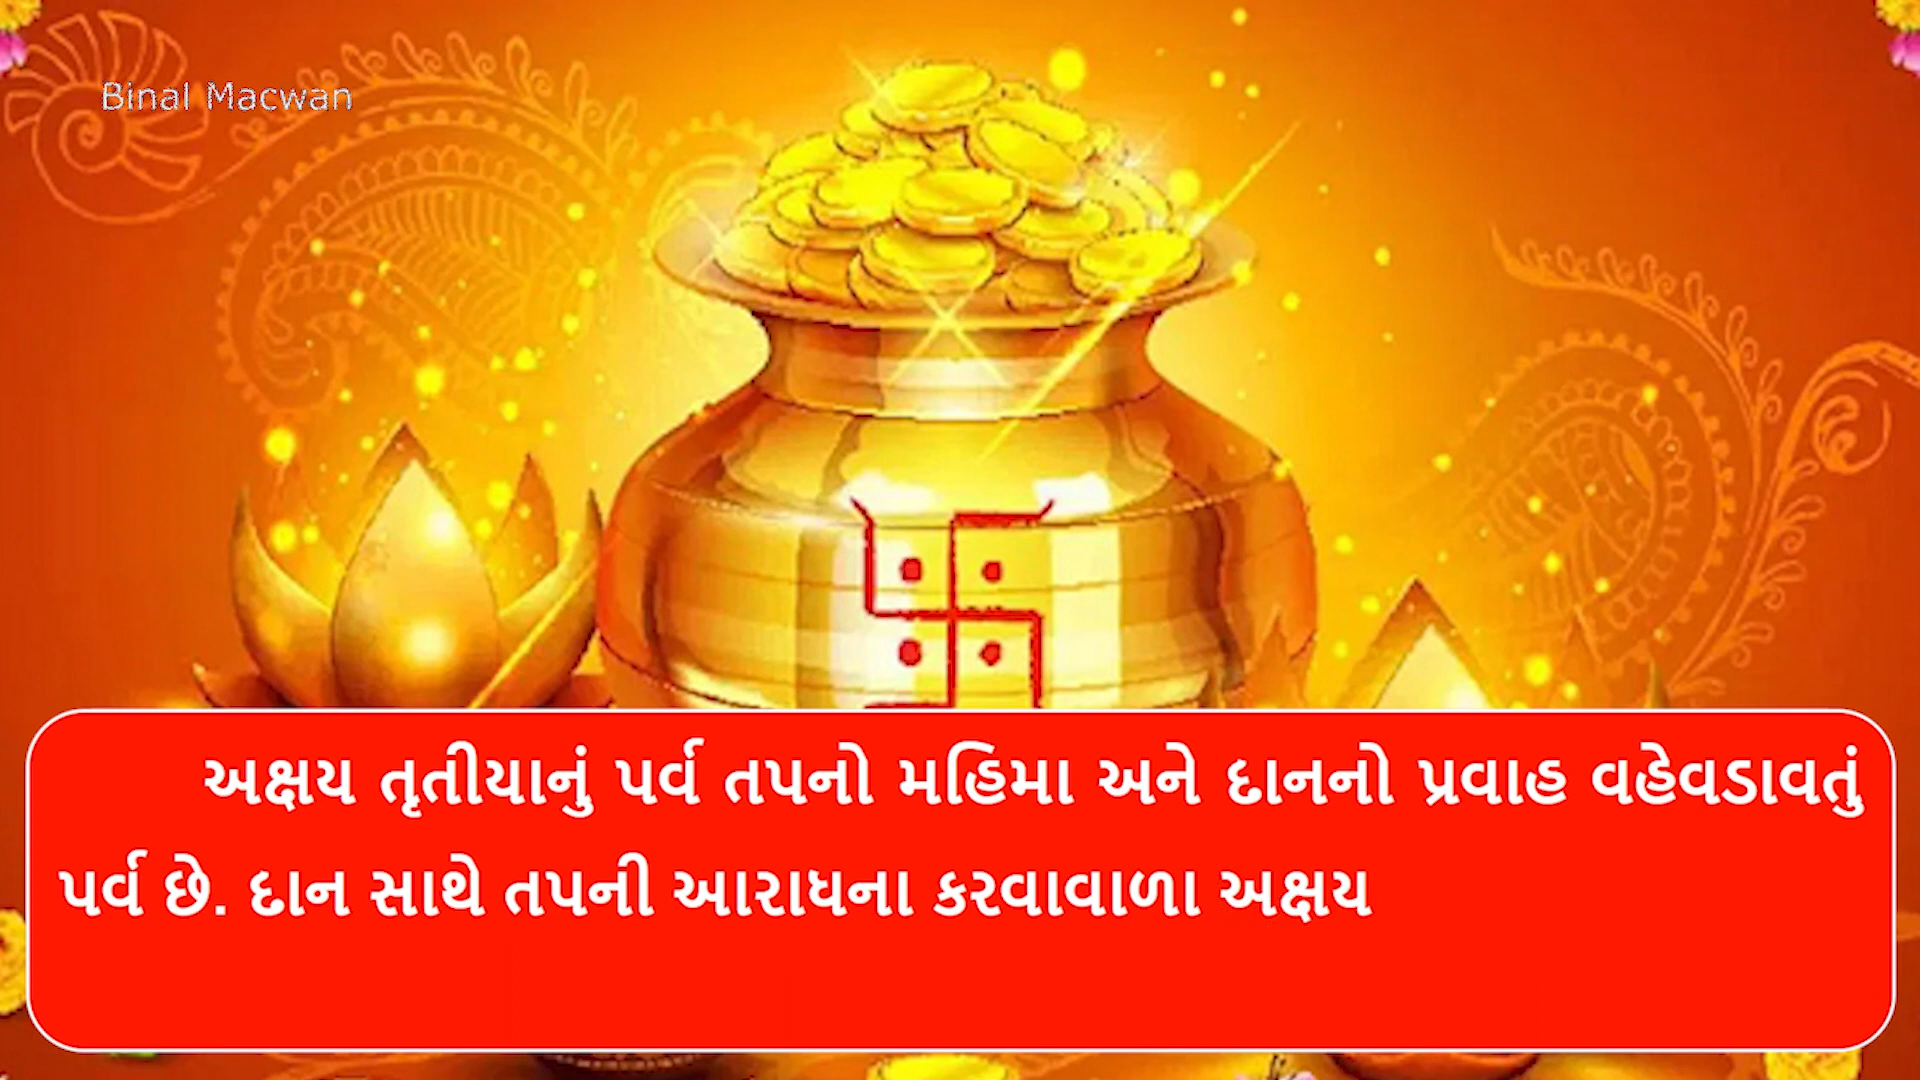 Binal Macwan
અક્ષય તૃતીયાનું પર્વ તપનો મહિમા અને દાનનો પ્રવાહ વહેવડાવતું
પર્વ છે. દાન સાથે તપની આરાધના કરવાવાળા અક્ષય